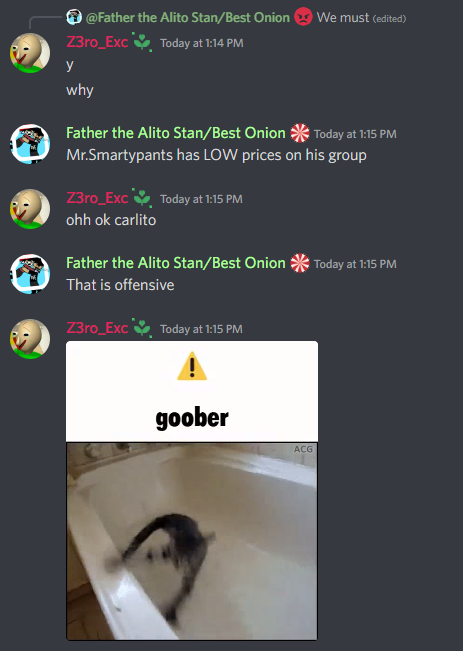 @Father the Alito Stan/Best Onion We must (edited)
Z3ro_Exc Today at 1:14 PM
y
why
Father the Alito Stan/Best Onion Today at 1:15 PM
Mr.Smartypants has LOW prices on his group
Z3ro_Exc Today at 1:15 PM
ohh ok carlito
Father the Alito Stan/Best Onion Today at 1:15 PM
That is offensive
Z3ro_Exc Today at 1:15 PM
goober
ACG